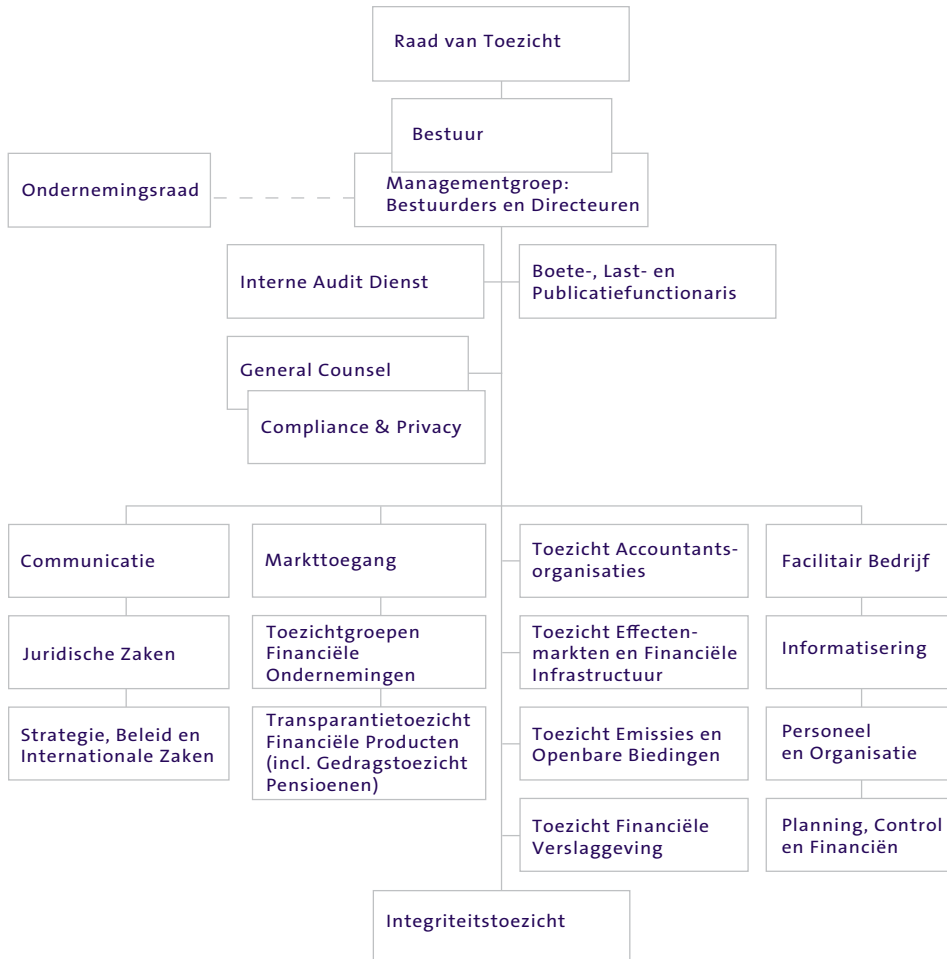 Raad van Toezicht
Bestuur
Ondernemingsraad
Managementgroep:
Bestuurders en Directeuren
Interne Audit Dienst
Boete-, Last- en
Publicatiefunctionaris
General Counsel
Compliance & Privacy
Communicatie
Markttoegang
Toezicht Accountants-
organisaties
Facilitair Bedrijf
Juridische Zaken
Toezichtgroepen
Financiële
Ondernemingen
Toezicht Effecten-
markten en Financiële
Infrastructuur
Informatisering
Strategie, Beleid en
Internationale Zaken
Transparantietoezicht
Financiële Producten
(incl. Gedragstoezicht
Pensioenen)
Toezicht Emissies en
Openbare Biedingen
Personeel
en Organisatie
Toezicht Financiële
Verslaggeving
Planning, Control
en Financiën
Integriteitstoezicht